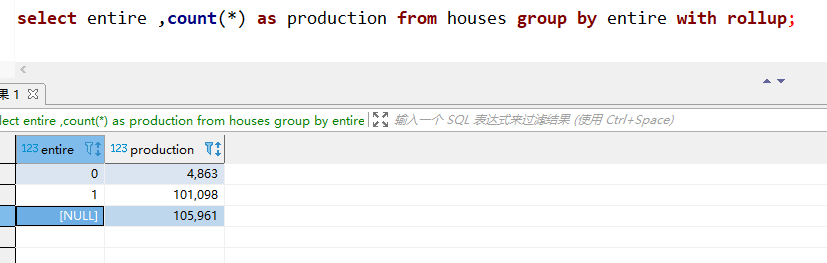 select entire ,count(*) as production from houses group by entire with rollup;
果 1
lect entire ,count(*) as production from houses group by entire
输入一个 SQL 表达式来过滤结果 (使用 Ctrl+Space)
123 entire 123 production
0 4,863
1 101,098
[NULL] 105,961